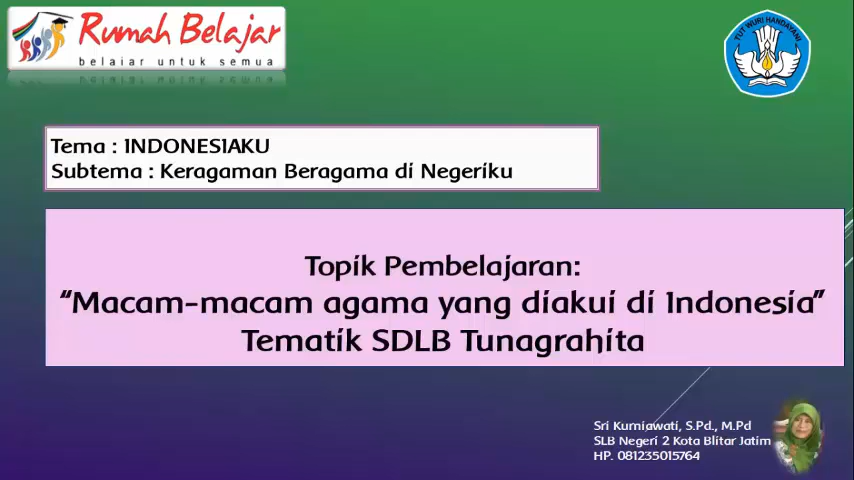 Rumah Belajar
belajar untuk semua
TUT WURI HANDAYANI
Tema : INDONESIAKU
Subtema : Keragaman Beragama di Negeriku
Topik Pembelajaran:
“Macam-macam agama yang diakui di Indonesia”
Tematik SDLB Tunagrahita
Sri Kurniawati, S.Pd., M.Pd
SLB Negeri 2 Kota Blitar Jatim
HP. 081235015764